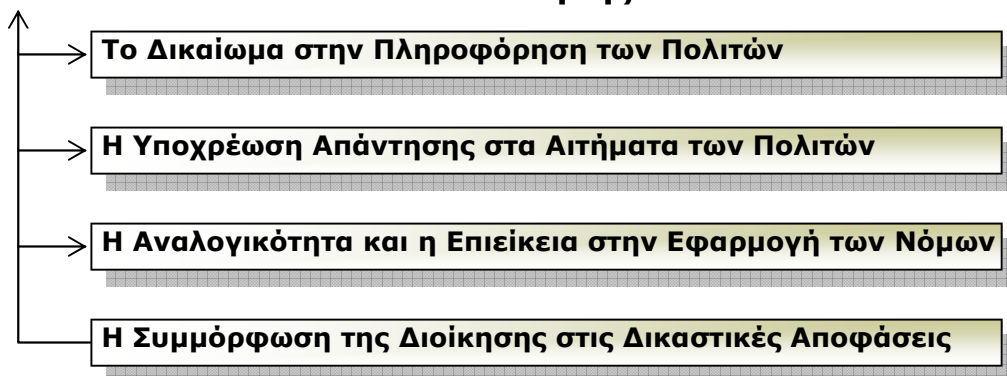 Το Δικαίωμα στην Πληροφόρηση των Πολιτών
Η Υποχρέωση Απάντησης στα Αιτήματα των Πολιτών
Η Αναλογικότητα και η Επιείκεια στην Εφαρμογή των Νόμων
Η Συμμόρφωση της Διοίκησης στις Δικαστικές Αποφάσεις